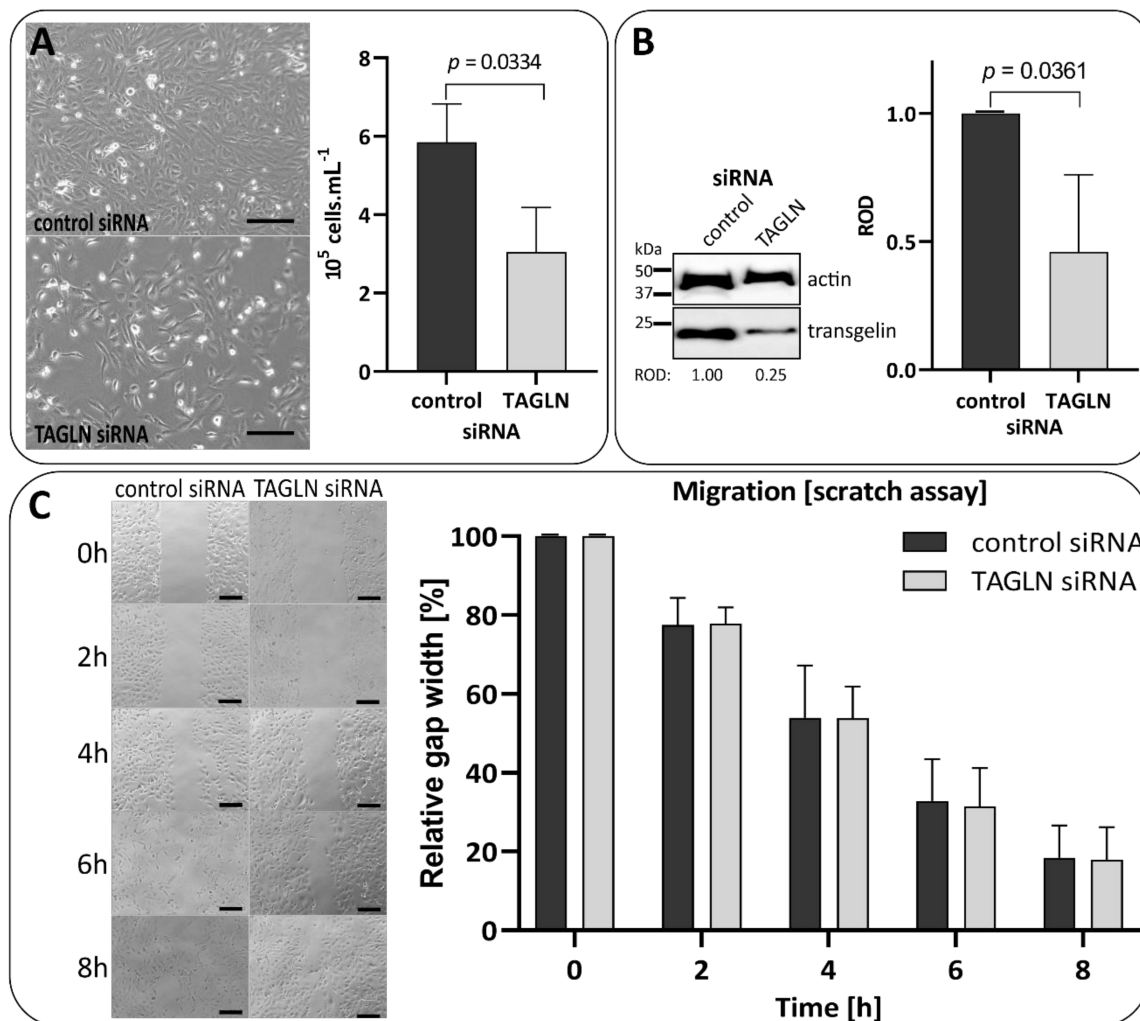 A
control siRNA
TAGLN siRNA
10⁵ cells.mL⁻¹
8
6
4
2
0
p = 0.0334
control TAGLN
siRNA
B
siRNA
control TAGLN
kDa
50
37
actin
25
transgelin
ROD: 1.00 0.25
ROD
1.0
0.5
0.0
p = 0.0361
control TAGLN
siRNA
C
control siRNA TAGLN siRNA
0h
2h
4h
6h
8h
Migration [scratch assay]
control siRNA
TAGLN siRNA
Relative gap width [%]
100
80
60
40
20
0
0 2 4 6 8
Time [h]